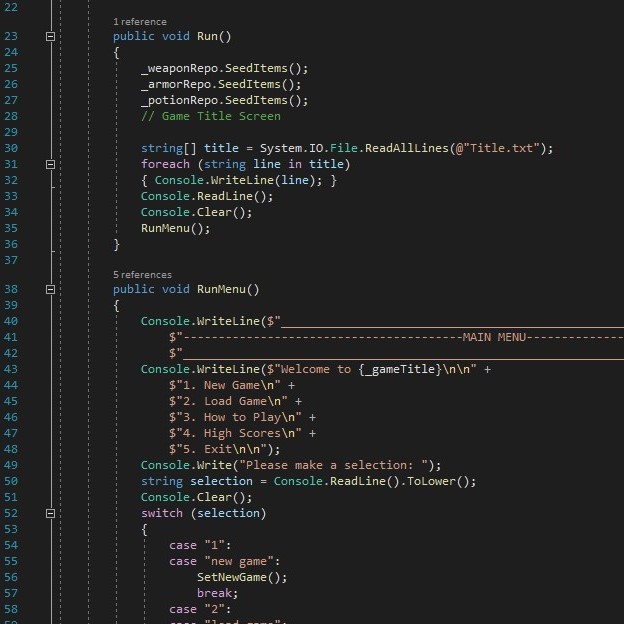 22
1 reference
23 public void Run()
24 {
25 _weaponRepo.SeedItems();
26 _armorRepo.SeedItems();
27 _potionRepo.SeedItems();
28 // Game Title Screen
29
30 string[] title = System.IO.File.ReadAllLines(@"Title.txt");
31 foreach (string line in title)
32 { Console.WriteLine(line); }
33 Console.ReadLine();
34 Console.Clear();
35 RunMenu();
36 }
37
5 references
38 public void RunMenu()
39 {
40 Console.WriteLine($"_________________________________________________
41 $"----------------------------------------MAIN MENU--------------
42 $"_______________________________________________________________
43 Console.WriteLine($"Welcome to {_gameTitle}\n\n" +
44 $"1. New Game\n" +
45 $"2. Load Game\n" +
46 $"3. How to Play\n" +
47 $"4. High Scores\n" +
48 $"5. Exit\n\n");
49 Console.Write("Please make a selection: ");
50 string selection = Console.ReadLine().ToLower();
51 Console.Clear();
52 switch (selection)
53 {
54 case "1":
55 case "new game":
56 SetNewGame();
57 break;
58 case "2":
59 case "load game":